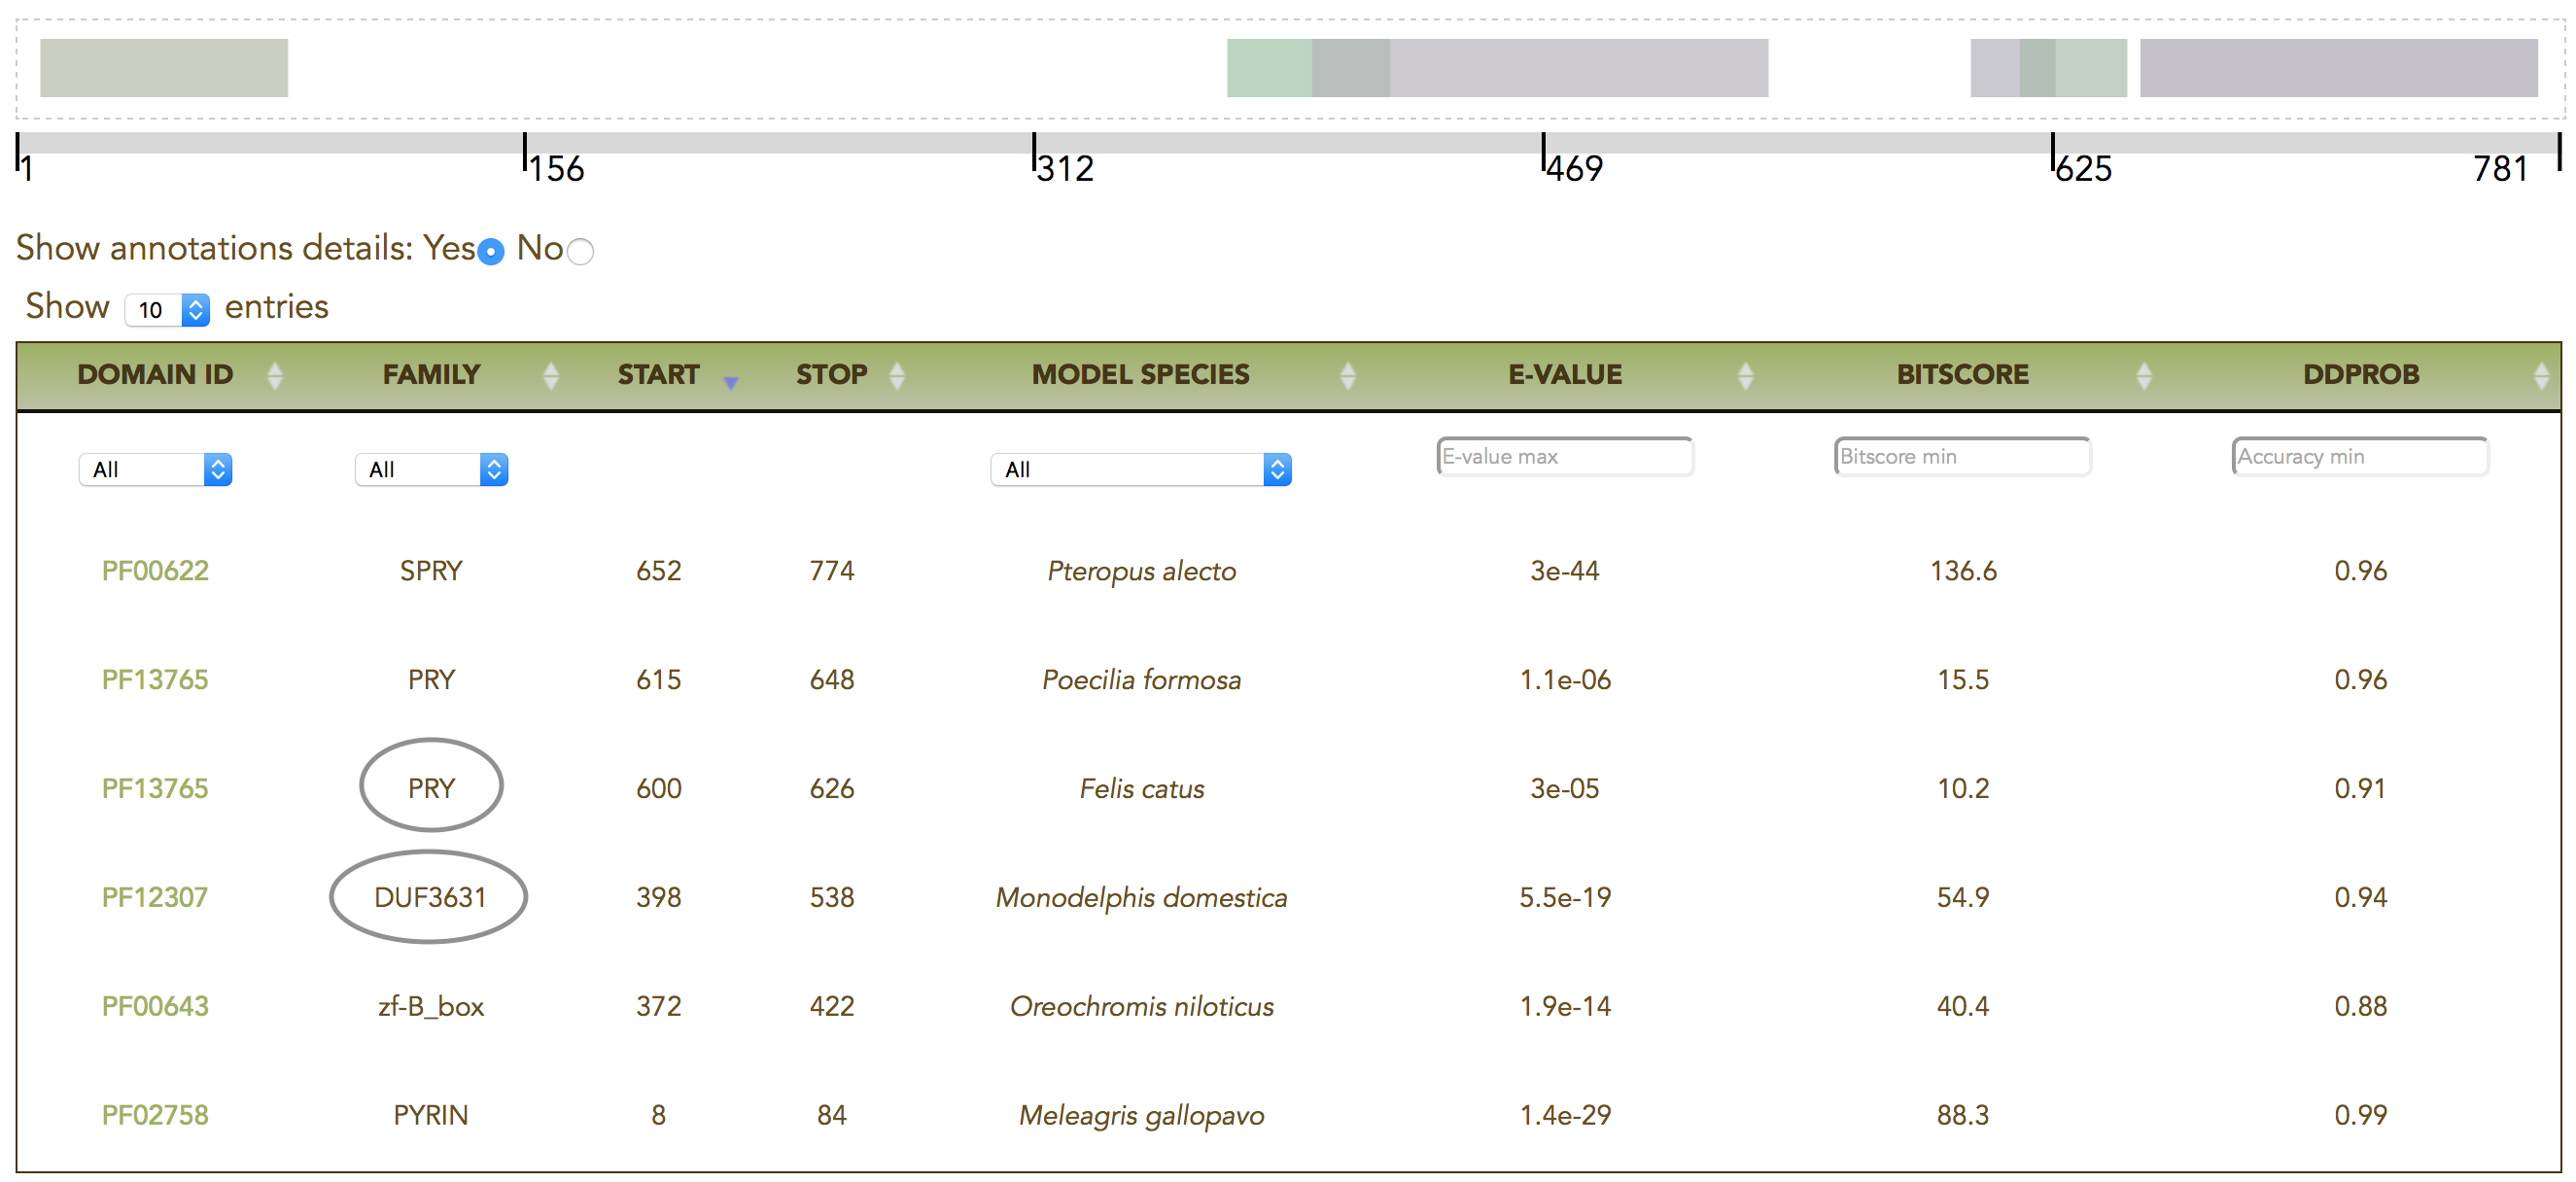 1 156 312 469 625 781
Show annotations details: Yes No
Show 10 entries
DOMAIN ID FAMILY START STOP MODEL SPECIES E-VALUE BITSCORE DDPROB
All All All E-value max Bitscore min Accuracy min
PF00622 SPRY 652 774 Pteropus alecto 3e-44 136.6 0.96
PF13765 PRY 615 648 Poecilia formosa 1.1e-06 15.5 0.96
PF13765 PRY 600 626 Felis catus 3e-05 10.2 0.91
PF12307 DUF3631 398 538 Monodelphis domestica 5.5e-19 54.9 0.94
PF00643 zf-B_box 372 422 Oreochromis niloticus 1.9e-14 40.4 0.88
PF02758 PYRIN 8 84 Meleagris gallopavo 1.4e-29 88.3 0.99